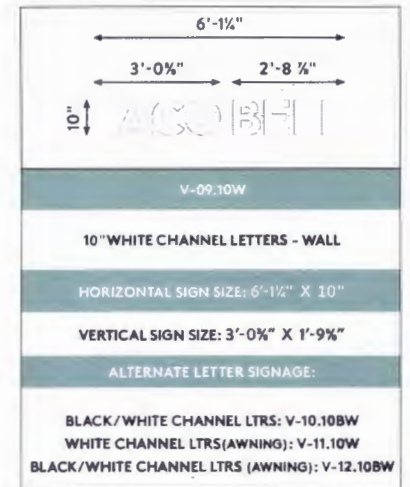 6'-1¼"
3'-0⅝" 2'-8 ⅞"
10"
V-09.10W
10"WHITE CHANNEL LETTERS - WALL
HORIZONTAL SIGN SIZE: 6'-1¼" X 10"
VERTICAL SIGN SIZE: 3'-0⅝" X 1'-9⅝"
ALTERNATE LETTER SIGNAGE:
BLACK/WHITE CHANNEL LTRS: V-10.10BW
WHITE CHANNEL LTRS(AWNING): V-11.10W
BLACK/WHITE CHANNEL LTRS (AWNING): V-12.10BW